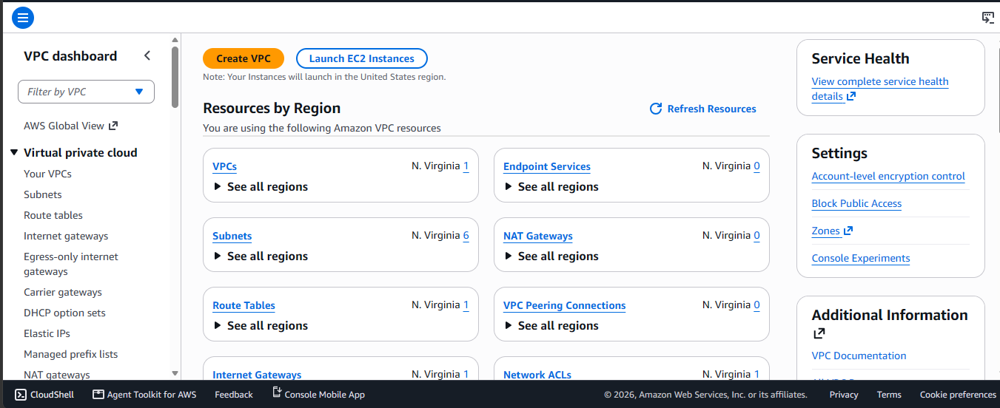 VPC dashboard
Filter by VPC
AWS Global View
Virtual private cloud
Your VPCs
Subnets
Route tables
Internet gateways
Egress-only internet
gateways
Carrier gateways
DHCP option sets
Elastic IPs
Managed prefix lists
NAT gateways
Create VPC
Launch EC2 Instances
Note: Your Instances will launch in the United States region.
Resources by Region
Refresh Resources
You are using the following Amazon VPC resources
VPCs N. Virginia 1
See all regions
Endpoint Services N. Virginia 0
See all regions
Subnets N. Virginia 6
See all regions
NAT Gateways N. Virginia 0
See all regions
Route Tables N. Virginia 1
See all regions
VPC Peering Connections N. Virginia 0
See all regions
Internet Gateways N. Virginia 1
Network ACLs N. Virginia 1
Service Health
View complete service health
details
Settings
Account-level encryption control
Block Public Access
Zones
Console Experiments
Additional Information
VPC Documentation
CloudShell
Agent Toolkit for AWS
Feedback
Console Mobile App
© 2026, Amazon Web Services, Inc. or its affiliates.
Privacy
Terms
Cookie preferences